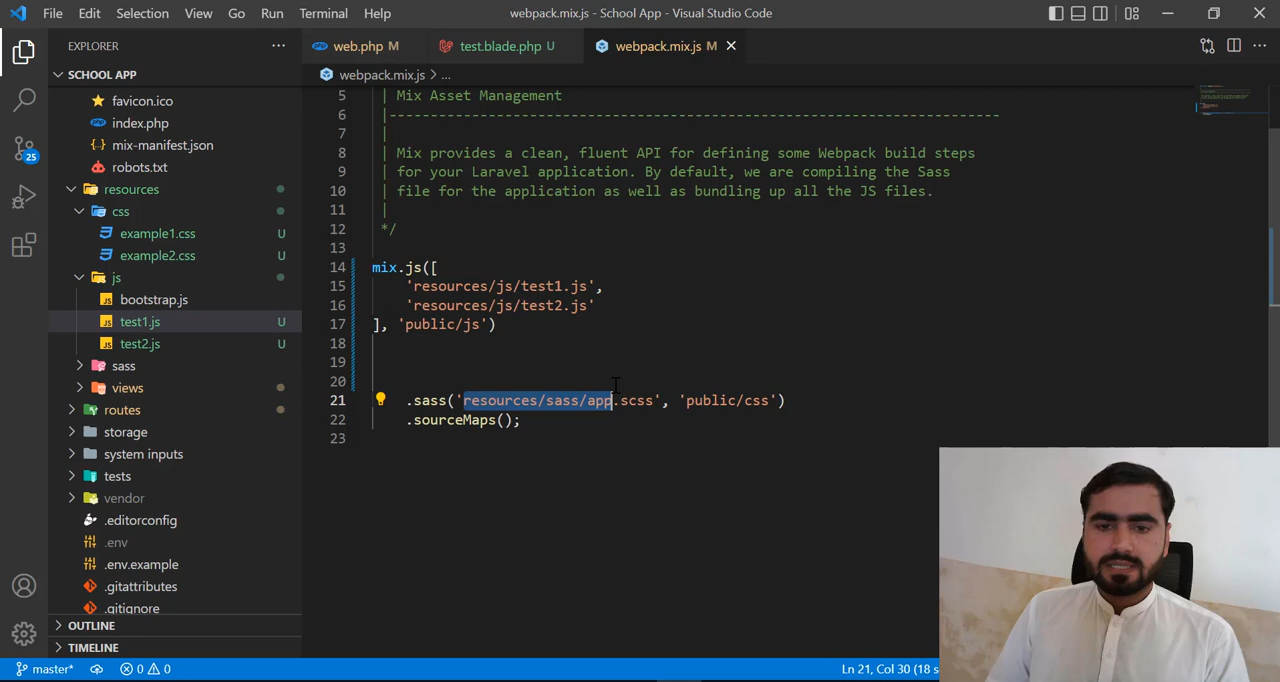 File Edit Selection View Go Run Terminal Help webpack.mix.js - School App - Visual Studio Code
EXPLORER ...
SCHOOL APP
favicon.ico
index.php
mix-manifest.json
robots.txt
resources
css
example1.css U
example2.css U
js
bootstrap.js
test1.js U
test2.js U
sass
views
routes
storage
system inputs
tests
vendor
.editorconfig
.env
.env.example
.gitattributes
.gitignore
OUTLINE
TIMELINE
25
web.php M test.blade.php U webpack.mix.js M
webpack.mix.js > ...
5 | Mix Asset Management
6 |--------------------------------------------------------------------------
7 |
8 | Mix provides a clean, fluent API for defining some Webpack build steps
9 | for your Laravel application. By default, we are compiling the Sass
10 | file for the application as well as bundling up all the JS files.
11 |
12 */
13
14 mix.js([
15 'resources/js/test1.js',
16 'resources/js/test2.js'
17 ], 'public/js')
18
19
20
21 .sass('resources/sass/app.scss', 'public/css')
22 .sourceMaps();
23
master* 0 0 Ln 21, Col 30 (18 s